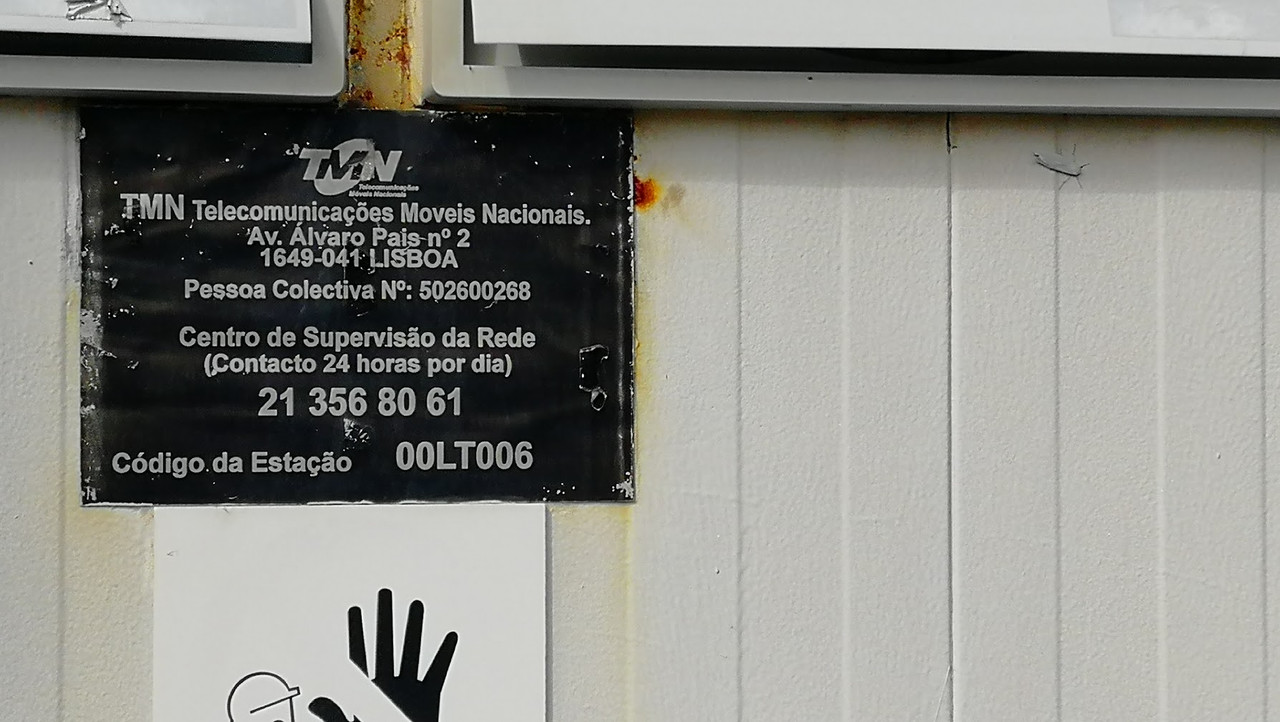 TMN
Telecomunicações
Móveis Nacionais
TMN Telecomunicações Moveis Nacionais.
Av. Álvaro Pais nº 2
1649-041 LISBOA
Pessoa Colectiva Nº: 502600268
Centro de Supervisão da Rede
(Contacto 24 horas por dia)
21 356 80 61
Código da Estação 00LT006